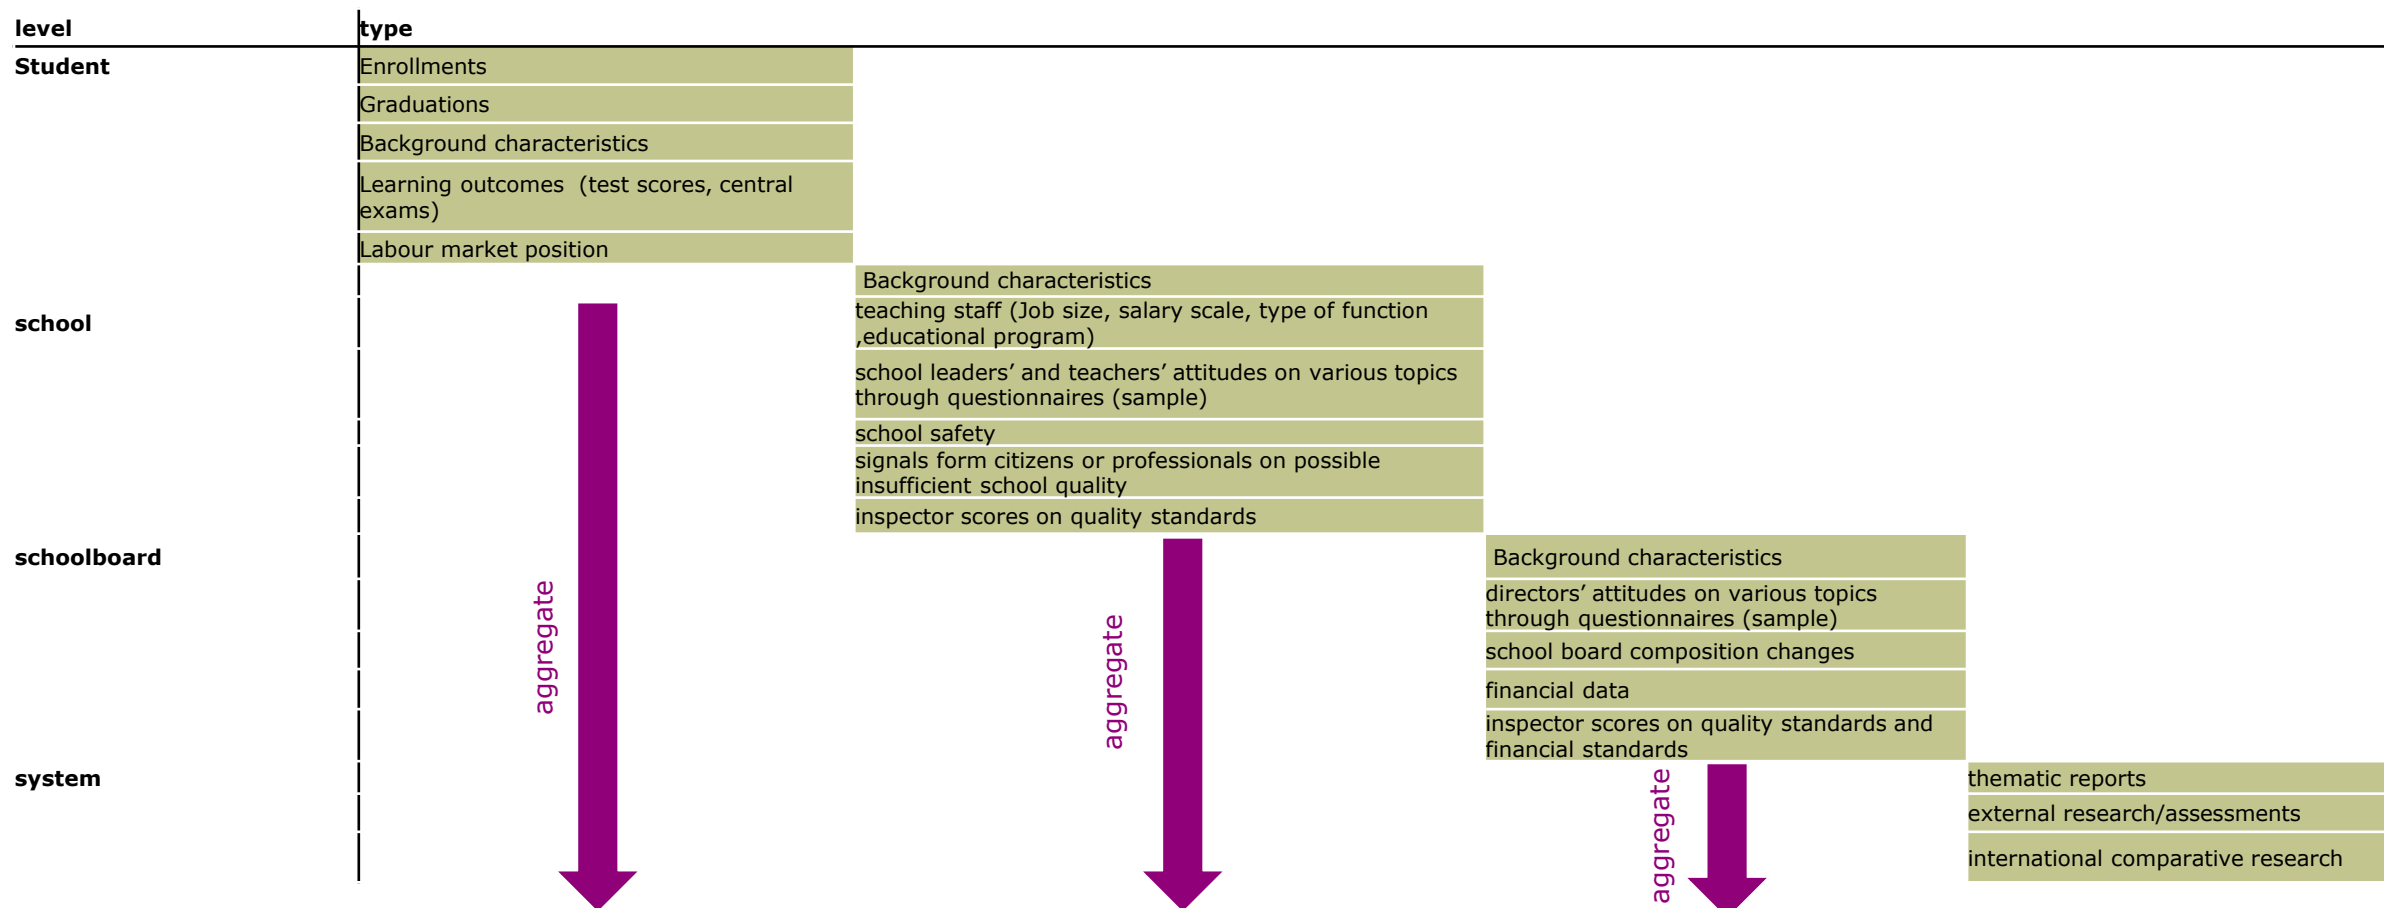 level type
Student Enrollments
Graduations
Background characteristics
Learning outcomes  (test scores, central
exams)
Labour market position
Background characteristics
school teaching staff (Job size, salary scale, type of function
,educational program)
school leaders’ and teachers’ attitudes on various topics
through questionnaires (sample)
school safety
signals form citizens or professionals on possible
insufficient school quality
inspector scores on quality standards
schoolboard Background characteristics
directors’ attitudes on various topics
through questionnaires (sample)
school board composition changes
financial data
inspector scores on quality standards and
financial standards
aggregate
aggregate
system thematic reports
external research/assessments
international comparative research
aggregate